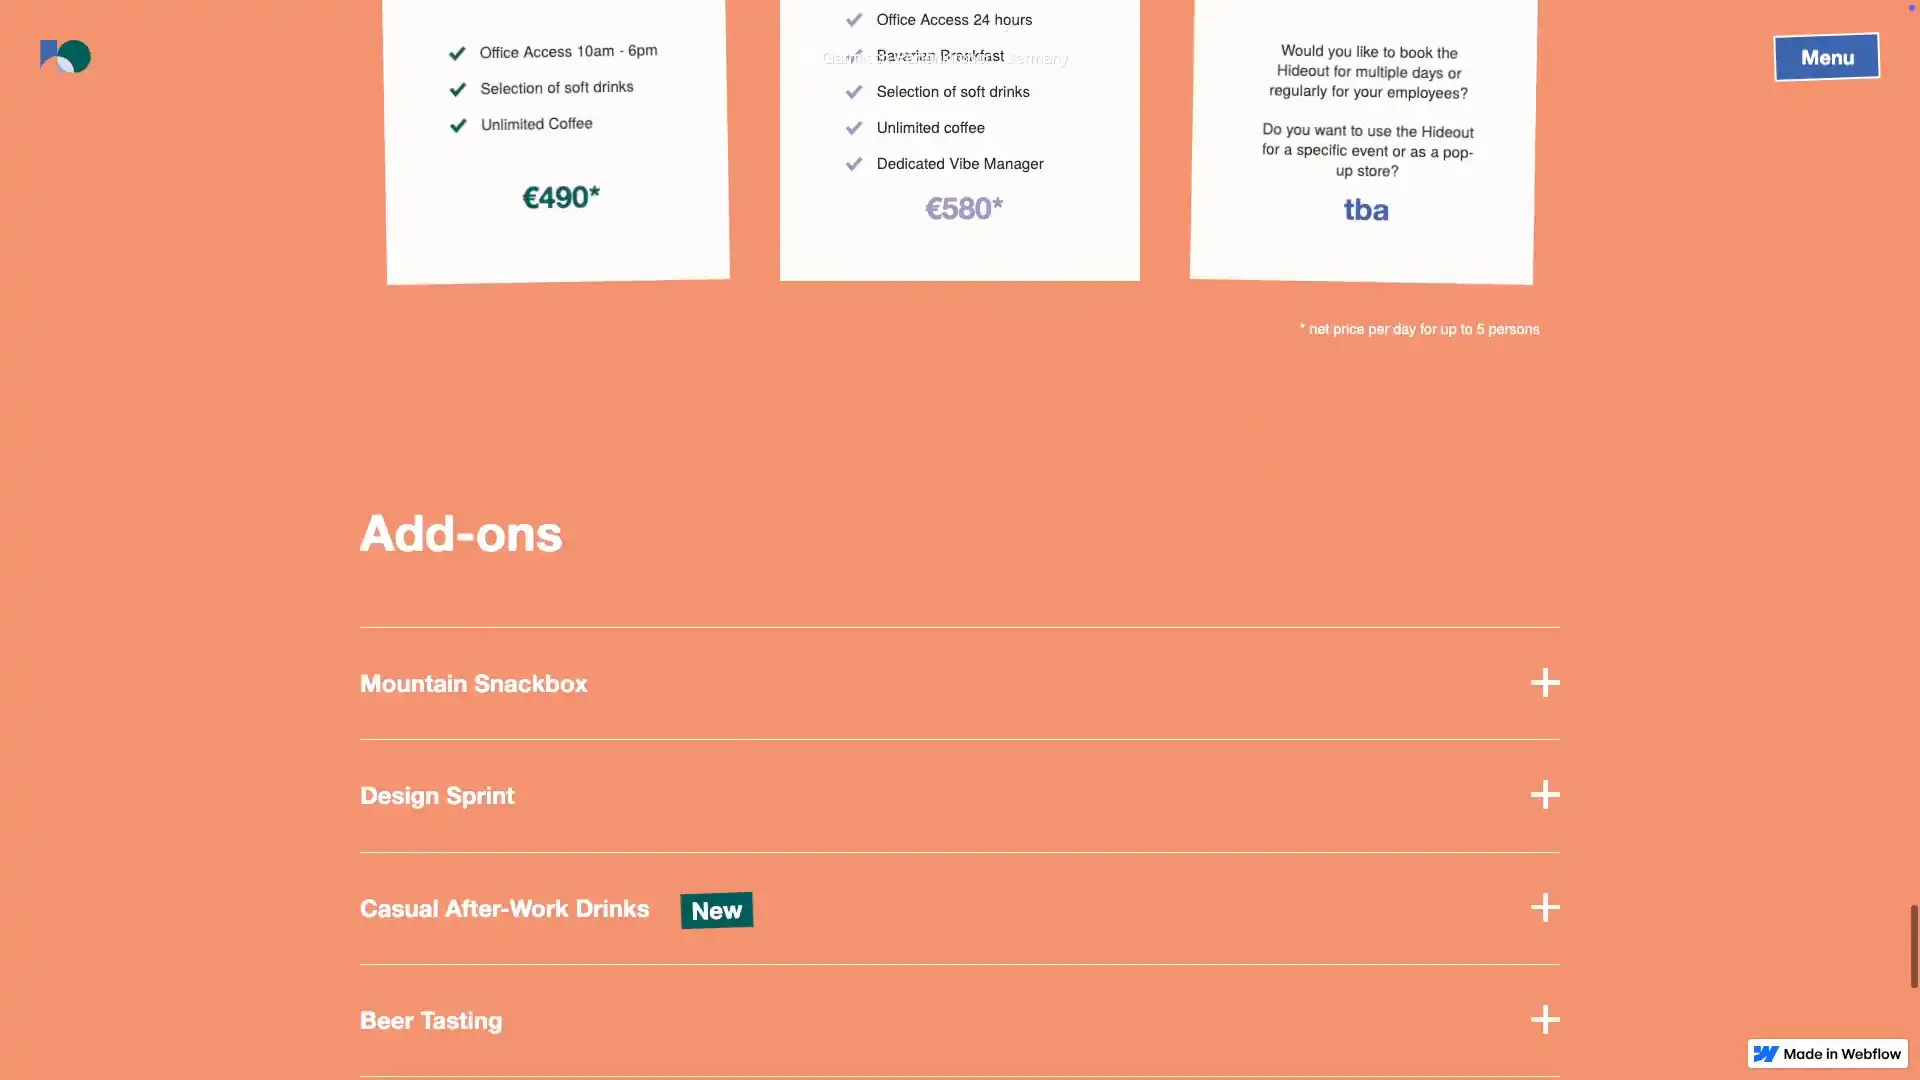 Menu
Office Access 10am - 6pm
Selection of soft drinks
Unlimited Coffee
€490*
Office Access 24 hours
Bavarian Breakfast
Selection of soft drinks
Unlimited coffee
Dedicated Vibe Manager
€580*
Would you like to book the
Hideout for multiple days or
regularly for your employees?
Do you want to use the Hideout
for a specific event or as a pop-
up store?
tba
* net price per day for up to 5 persons
Add-ons
Mountain Snackbox
Design Sprint
Casual After-Work Drinks
New
Beer Tasting
Made in Webflow